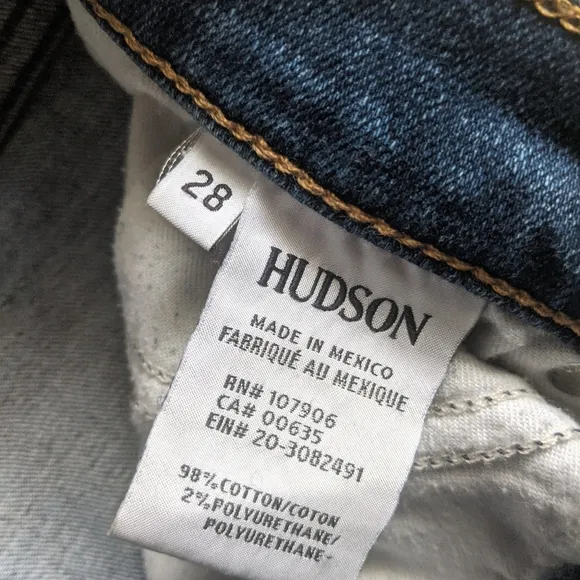 28
HUDSON
MADE IN MEXICO
FABRIQUÉ AU MEXIQUE
RN# 107906
CA# 00635
EIN# 20-3082491
98%COTTON/COTON
2%POLYURETHANE/
POLYURETHANE-